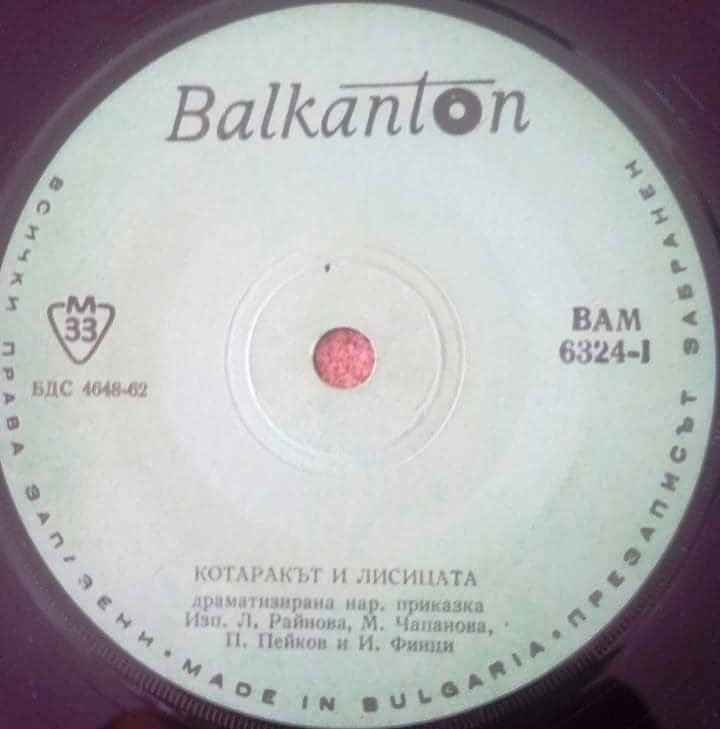 Balkanton
M
33
БДС 4648-62
ВАМ
6324-I
КОТАРАКЪТ И ЛИСИЦАТА
драматизирана нар. приказка
Изп. Л. Райнова, М. Чапанова,
П. Пейков и И. Финци
ВСИЧКИ ПРАВА ЗАПАЗЕНИ • MADE IN BULGARIA • ПРЕЗАПИСЪТ ЗАБРАНЕН